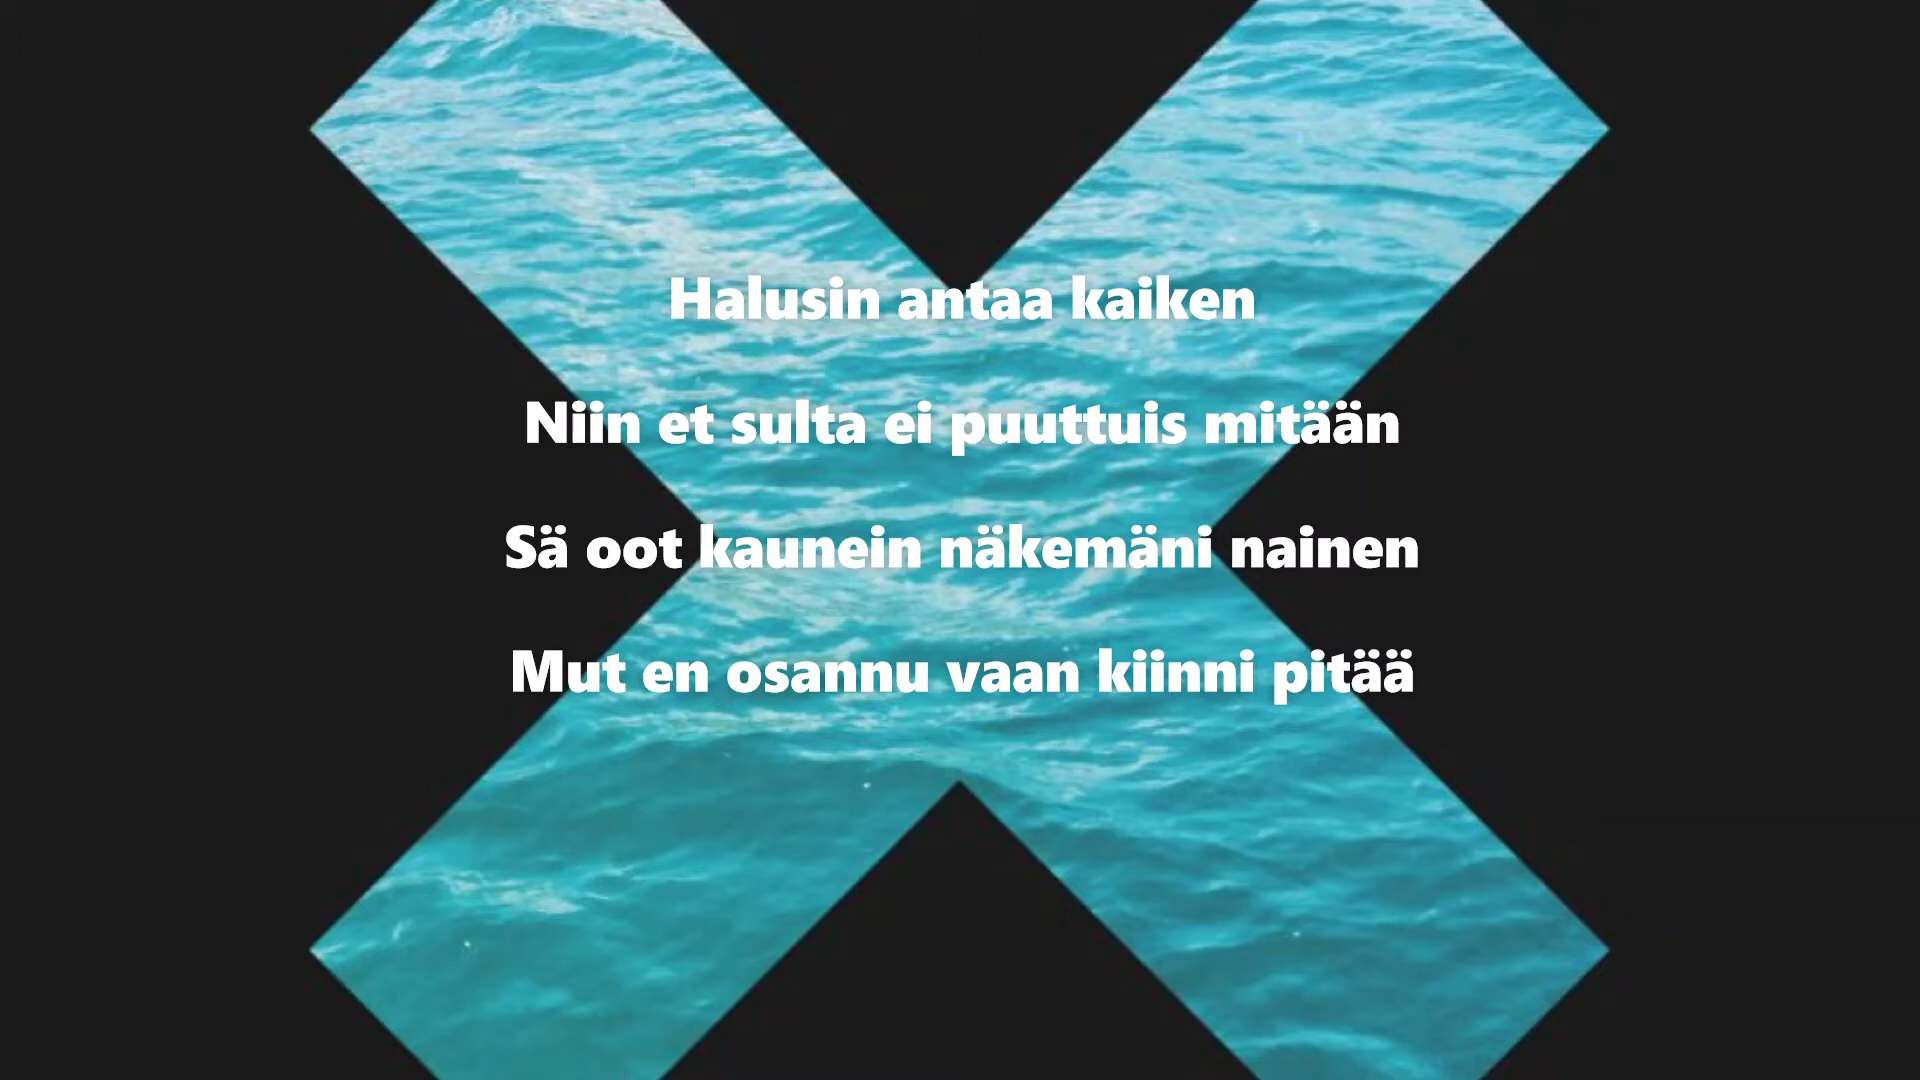 Halusin antaa kaiken
Niin et sulta ei puuttuis mitään
Sä oot kaunein näkemäni nainen
Mut en osannu vaan kiinni pitää